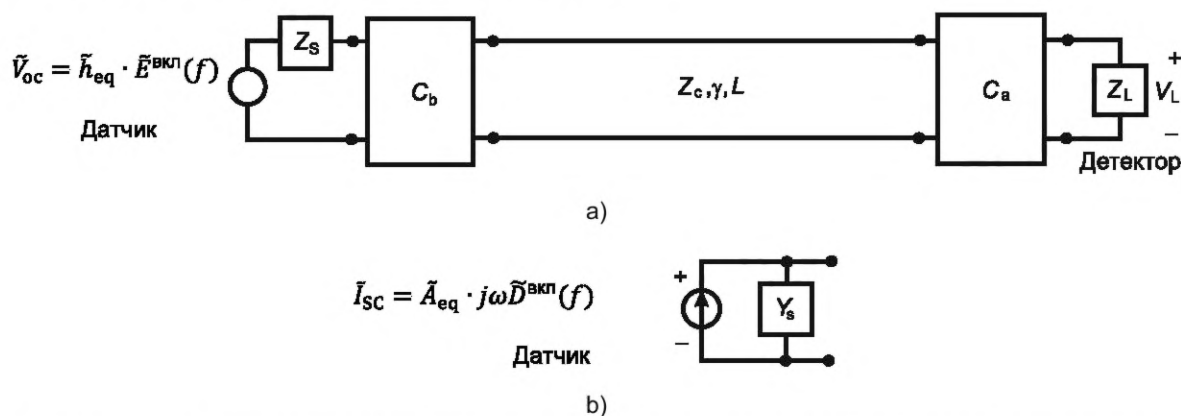 Ṽoc = h̃eq · Ẽвкл(f)
Zs
Cb
Zc,γ, L
Ca
ZL
+
VL
–
Датчик
Детектор
a)
ĨSC = Ãeq · jωD̃вкл(f)
+
–
Ys
Датчик
b)